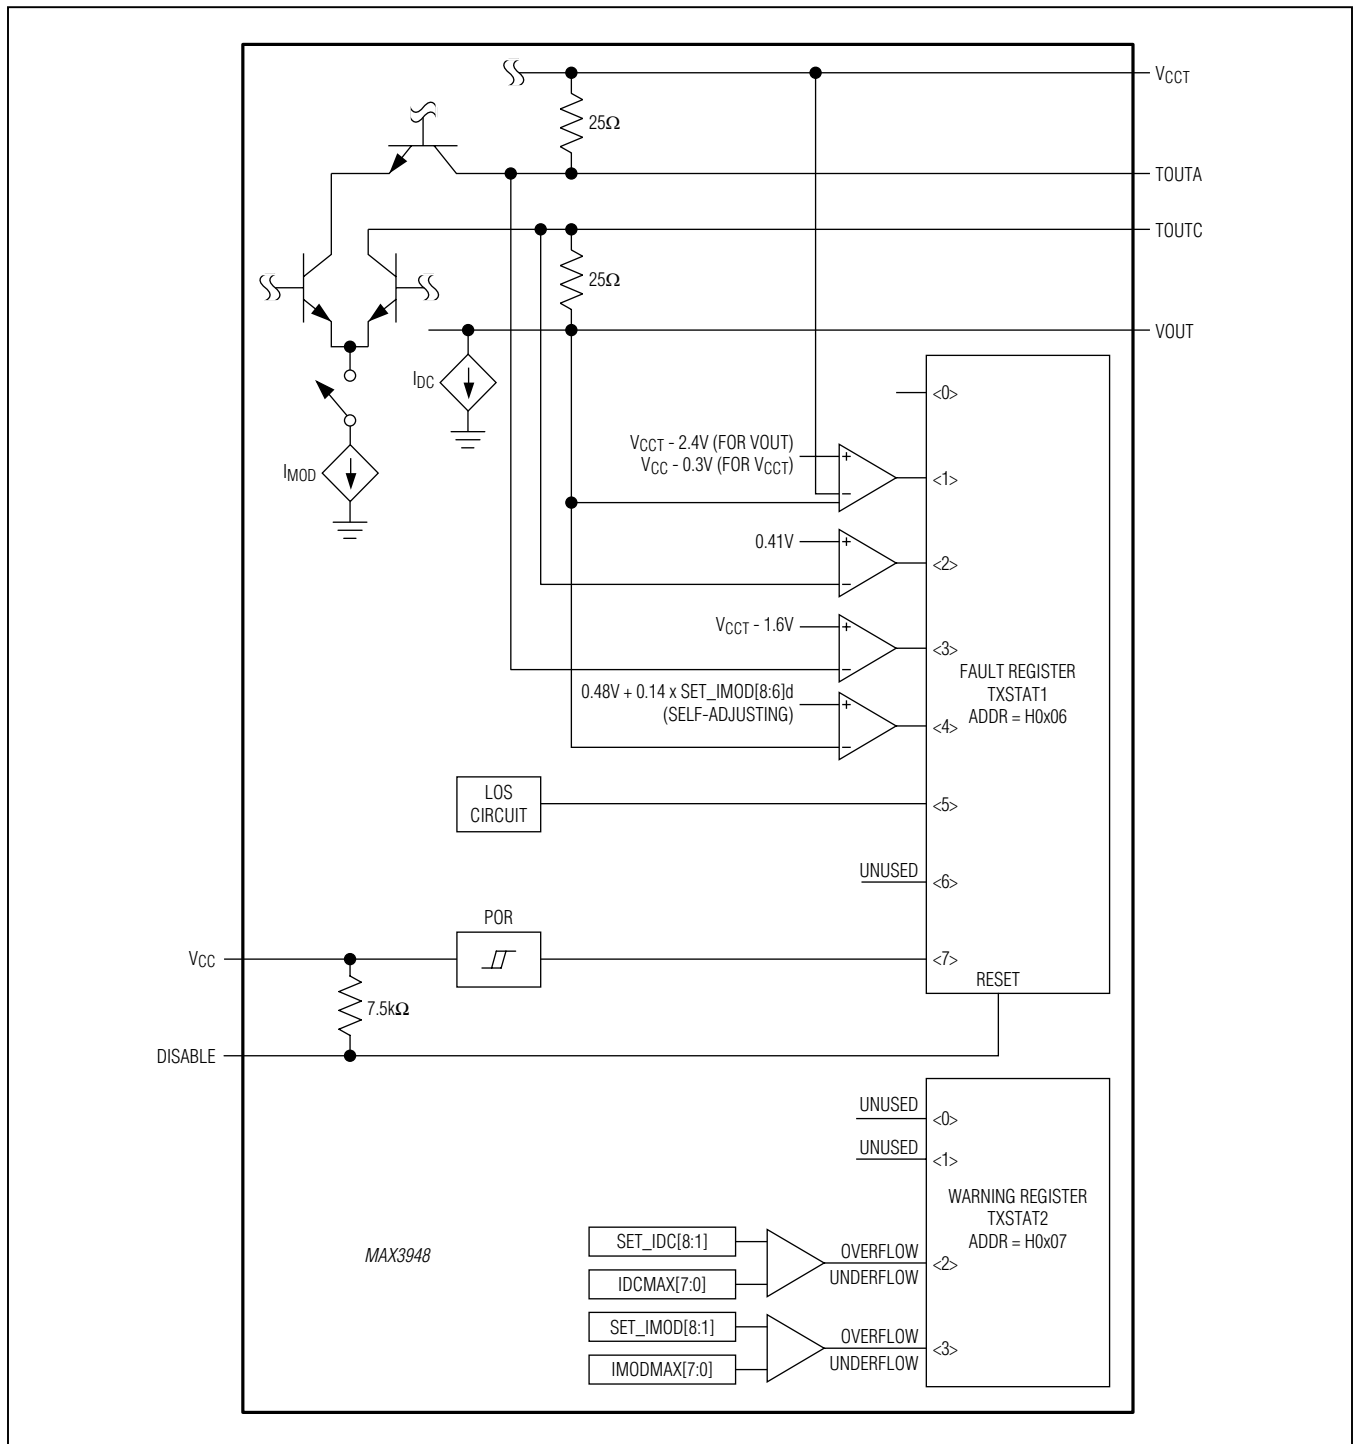 VCCT
25Ω
TOUTA
TOUTC
25Ω
VOUT
IDC
IMOD
<0>
VCCT - 2.4V (FOR VOUT)
VCC - 0.3V (FOR VCCT)
+
−
<1>
0.41V
+
−
<2>
VCCT - 1.6V
+
−
<3>
FAULT REGISTER
TXSTAT1
ADDR = H0x06
0.48V + 0.14 x SET_IMOD[8:6]d
(SELF-ADJUSTING)
+
−
<4>
LOS
CIRCUIT
<5>
UNUSED
<6>
POR
VCC
<7>
RESET
7.5kΩ
DISABLE
UNUSED
<0>
UNUSED
<1>
WARNING REGISTER
TXSTAT2
ADDR = H0x07
MAX3948
SET_IDC[8:1]
IDCMAX[7:0]
OVERFLOW
UNDERFLOW
<2>
SET_IMOD[8:1]
IMODMAX[7:0]
OVERFLOW
UNDERFLOW
<3>